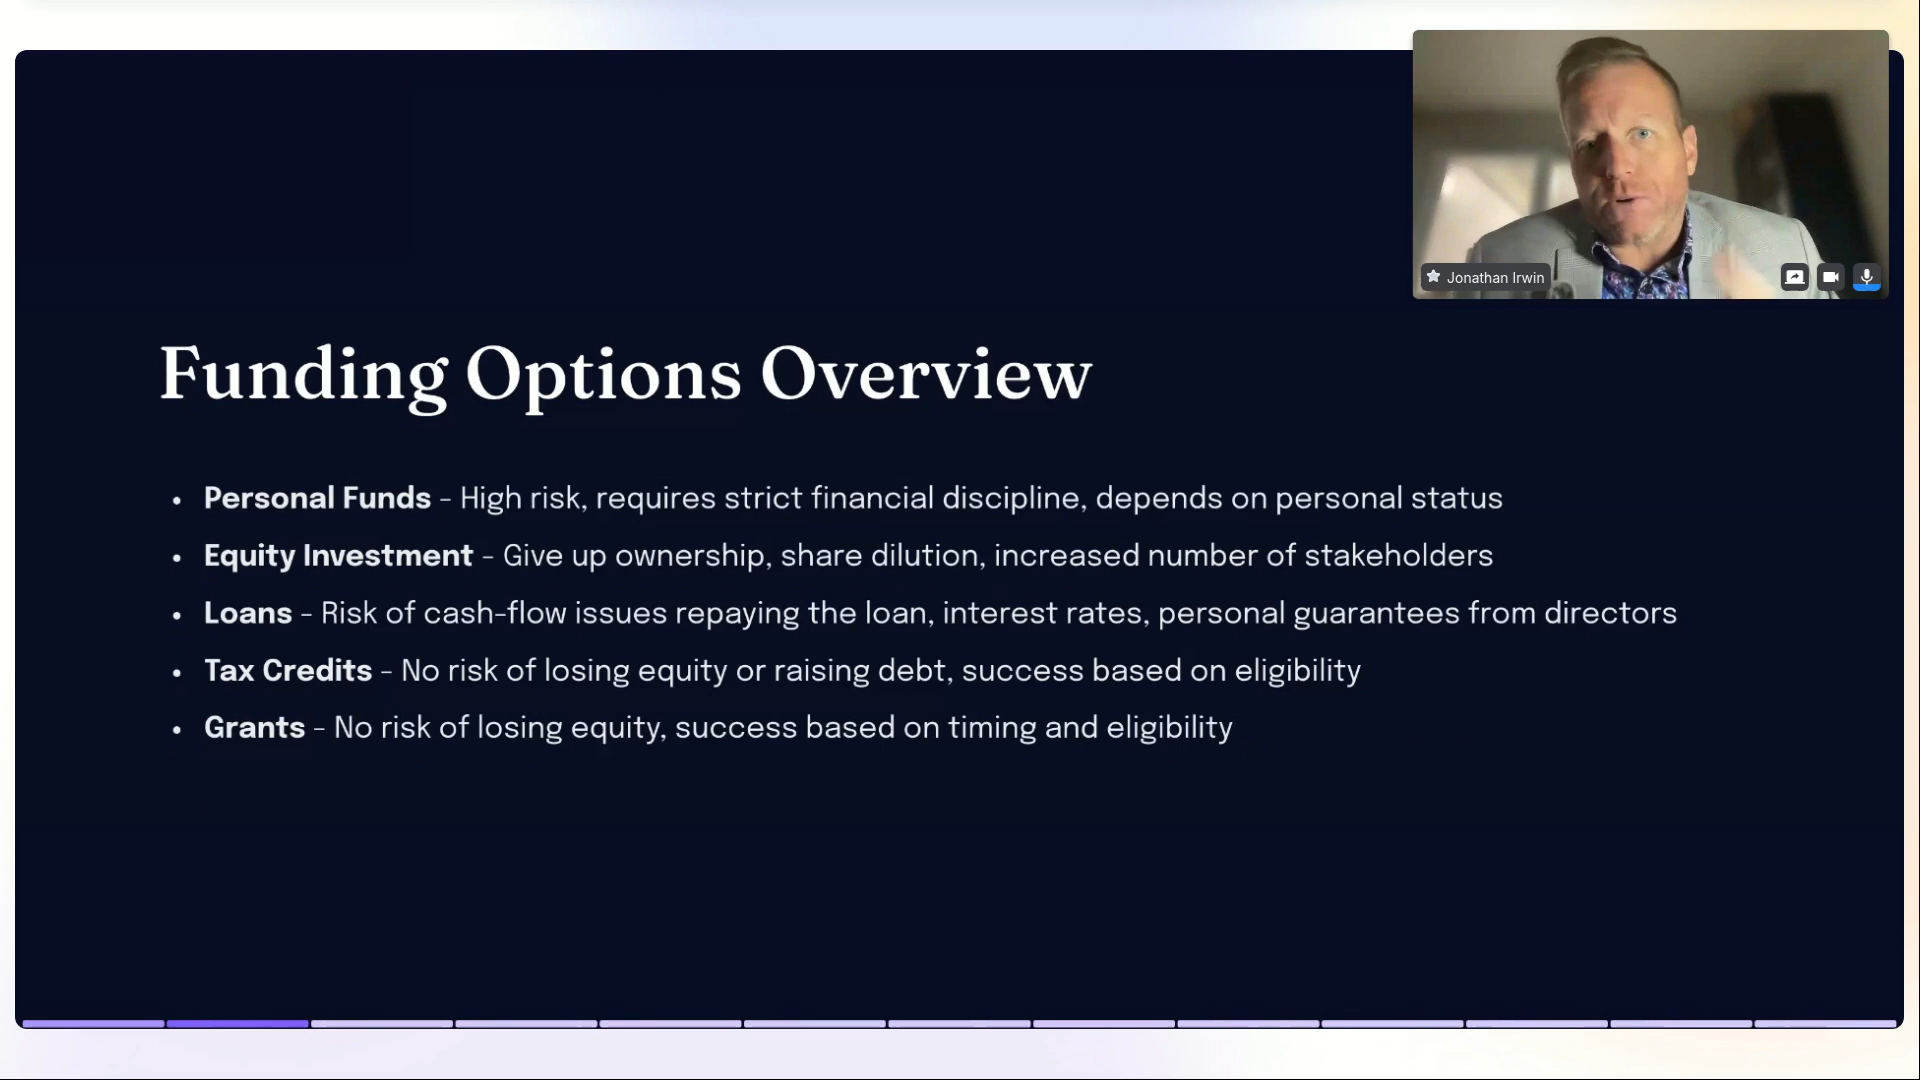 Jonathan Irwin
Funding Options Overview
• Personal Funds - High risk, requires strict financial discipline, depends on personal status
• Equity Investment - Give up ownership, share dilution, increased number of stakeholders
• Loans - Risk of cash-flow issues repaying the loan, interest rates, personal guarantees from directors
• Tax Credits - No risk of losing equity or raising debt, success based on eligibility
• Grants - No risk of losing equity, success based on timing and eligibility